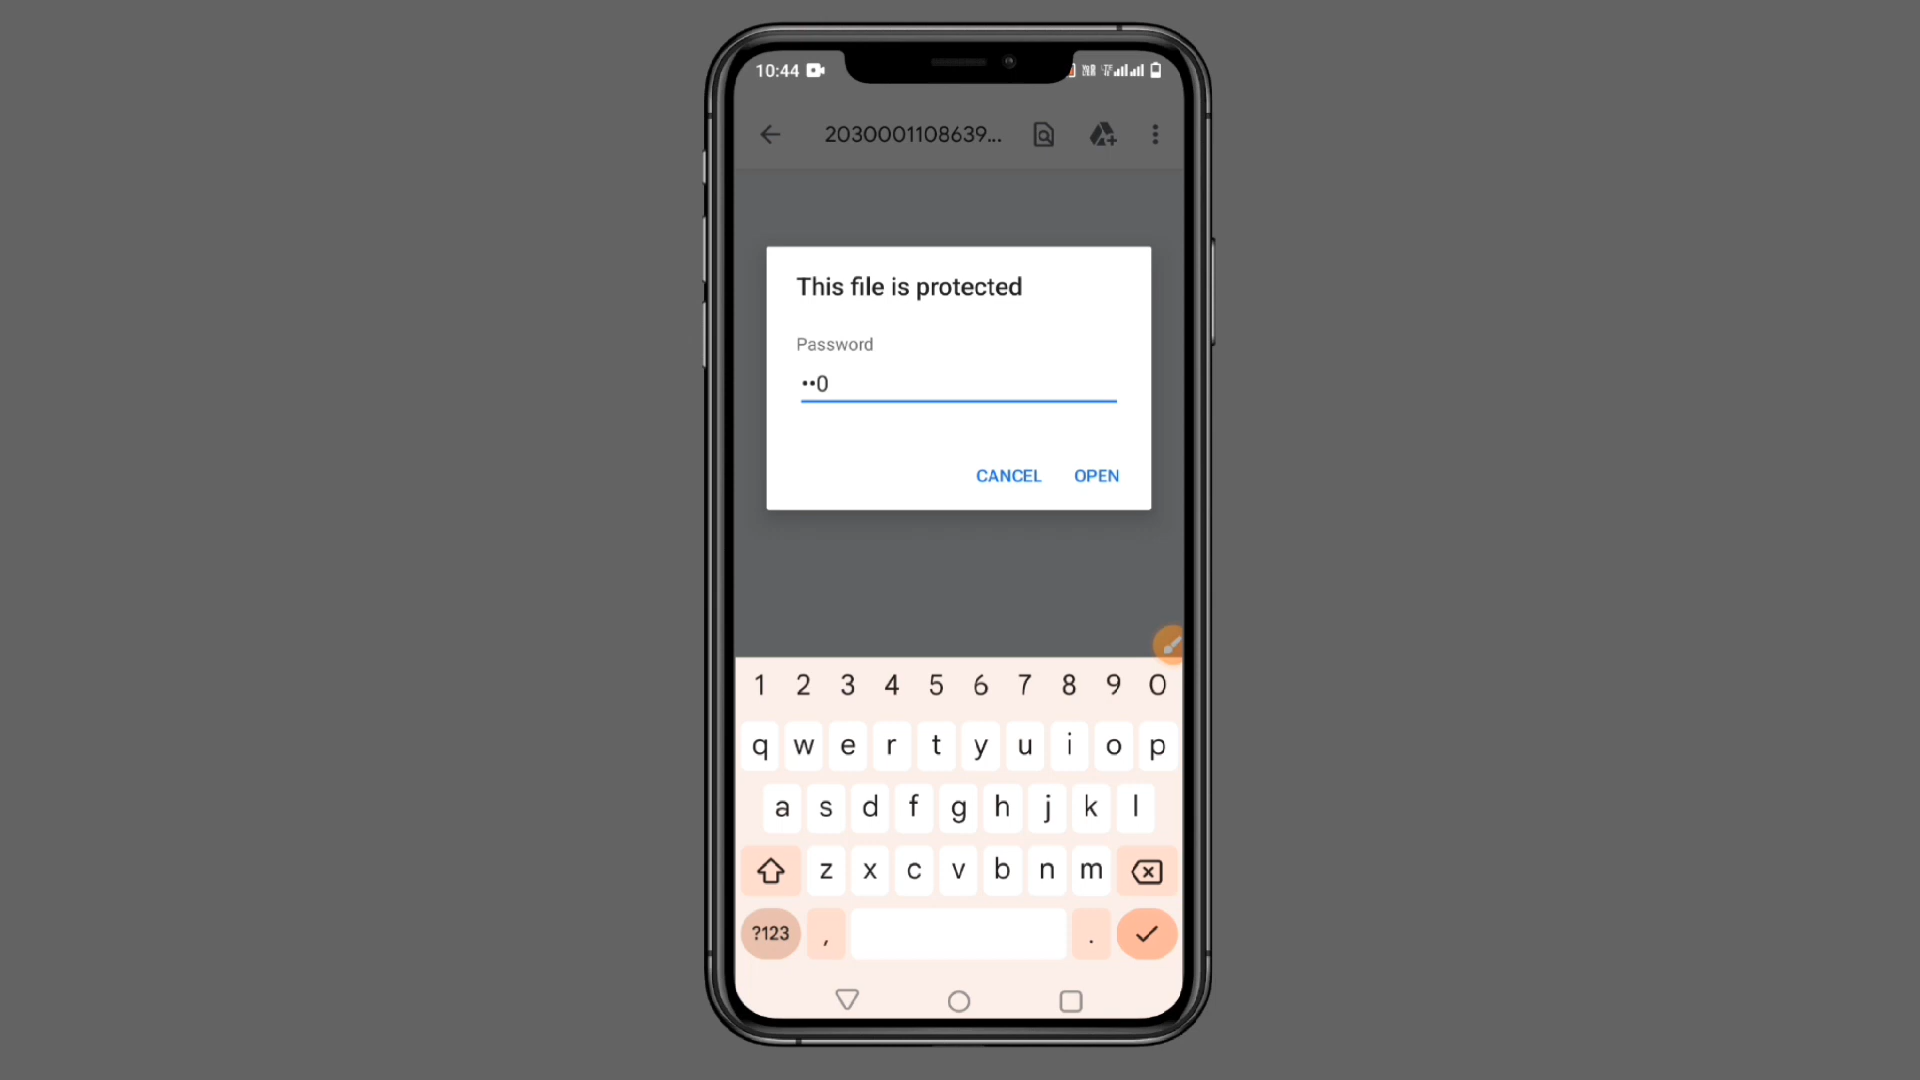 10:44
2030001108639...
This file is protected
Password
••0
CANCEL OPEN
1 2 3 4 5 6 7 8 9 0
q w e r t y u i o p
a s d f g h j k l
z x c v b n m
?123 , .